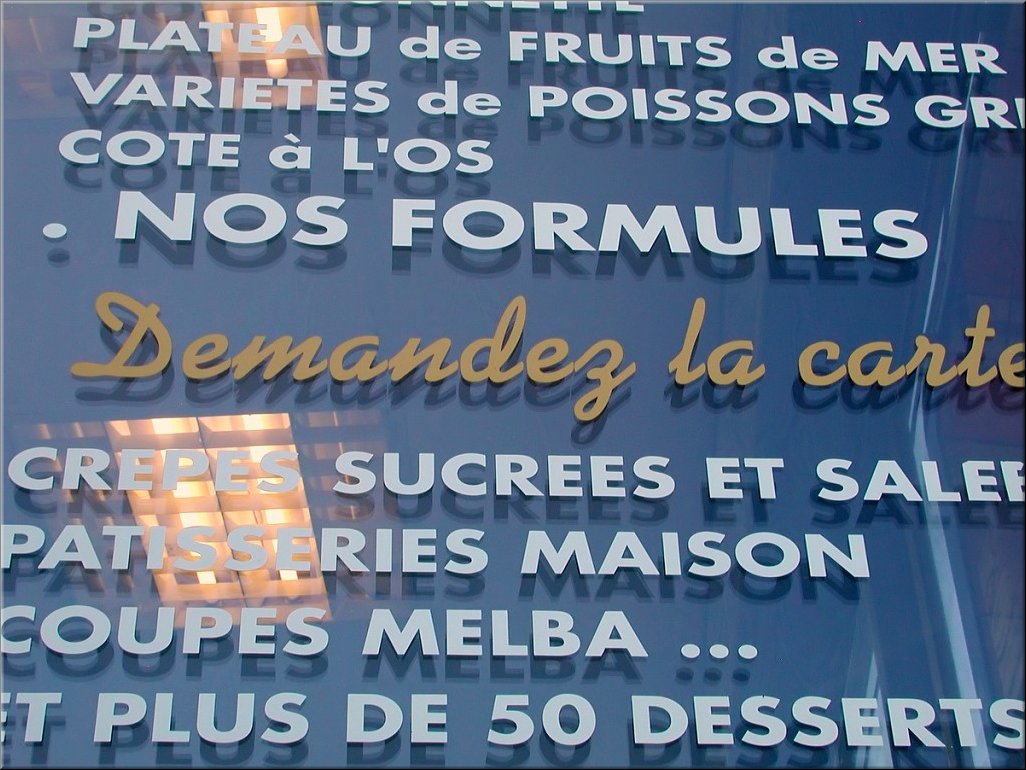 PLATEAU de FRUITS de MER
VARIETES de POISSONS
COTE à L'OS
. NOS FORMULES
Demandez la carte
CREPES SUCREES ET
PATISSERIES MAISON
COUPES MELBA ...
ET PLUS DE 50 DESSERTS